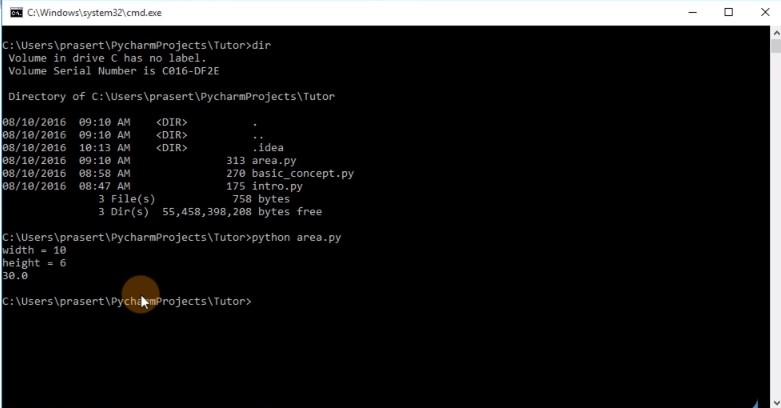 C:\Windows\system32\cmd.exe
C:\Users\prasert\PycharmProjects\Tutor>dir
 Volume in drive C has no label.
 Volume Serial Number is C016-DF2E
 Directory of C:\Users\prasert\PycharmProjects\Tutor
08/10/2016  09:10 AM    <DIR>          .
08/10/2016  09:10 AM    <DIR>          ..
08/10/2016  10:13 AM    <DIR>          .idea
08/10/2016  09:10 AM               313 area.py
08/10/2016  08:58 AM               270 basic_concept.py
08/10/2016  08:47 AM               175 intro.py
               3 File(s)            758 bytes
               3 Dir(s)  55,458,398,208 bytes free
C:\Users\prasert\PycharmProjects\Tutor>python area.py
width = 10
height = 6
30.0
C:\Users\prasert\PycharmProjects\Tutor>